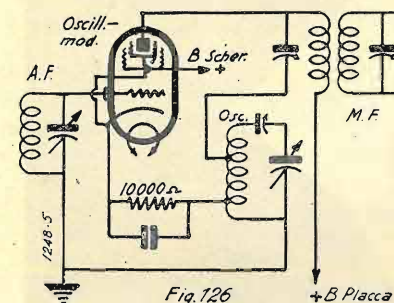 Oscill.-
mod.
B Scher.
+
A.F.
Osc.
M.F.
10000 Ω
1248-5
Fig. 126
+ B Placca